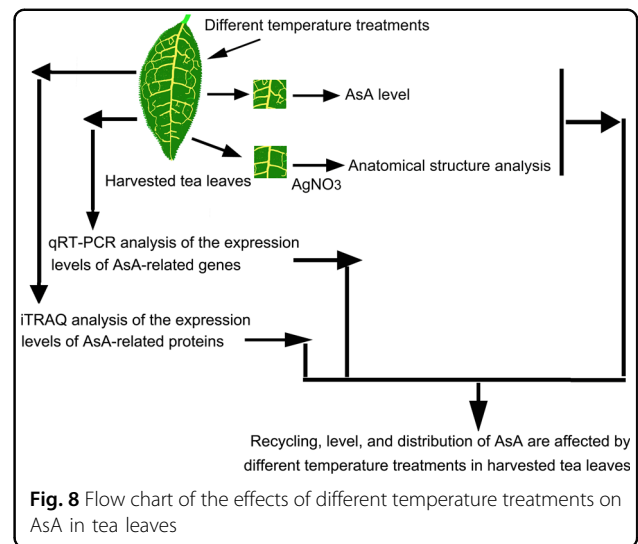 Different temperature treatments
AsA level
Harvested tea leaves
AgNO3
Anatomical structure analysis
qRT-PCR analysis of the expression
levels of AsA-related genes
iTRAQ analysis of the expression
levels of AsA-related proteins
Recycling, level, and distribution of AsA are affected by
different temperature treatments in harvested tea leaves
Fig. 8 Flow chart of the effects of different temperature treatments on
AsA in tea leaves